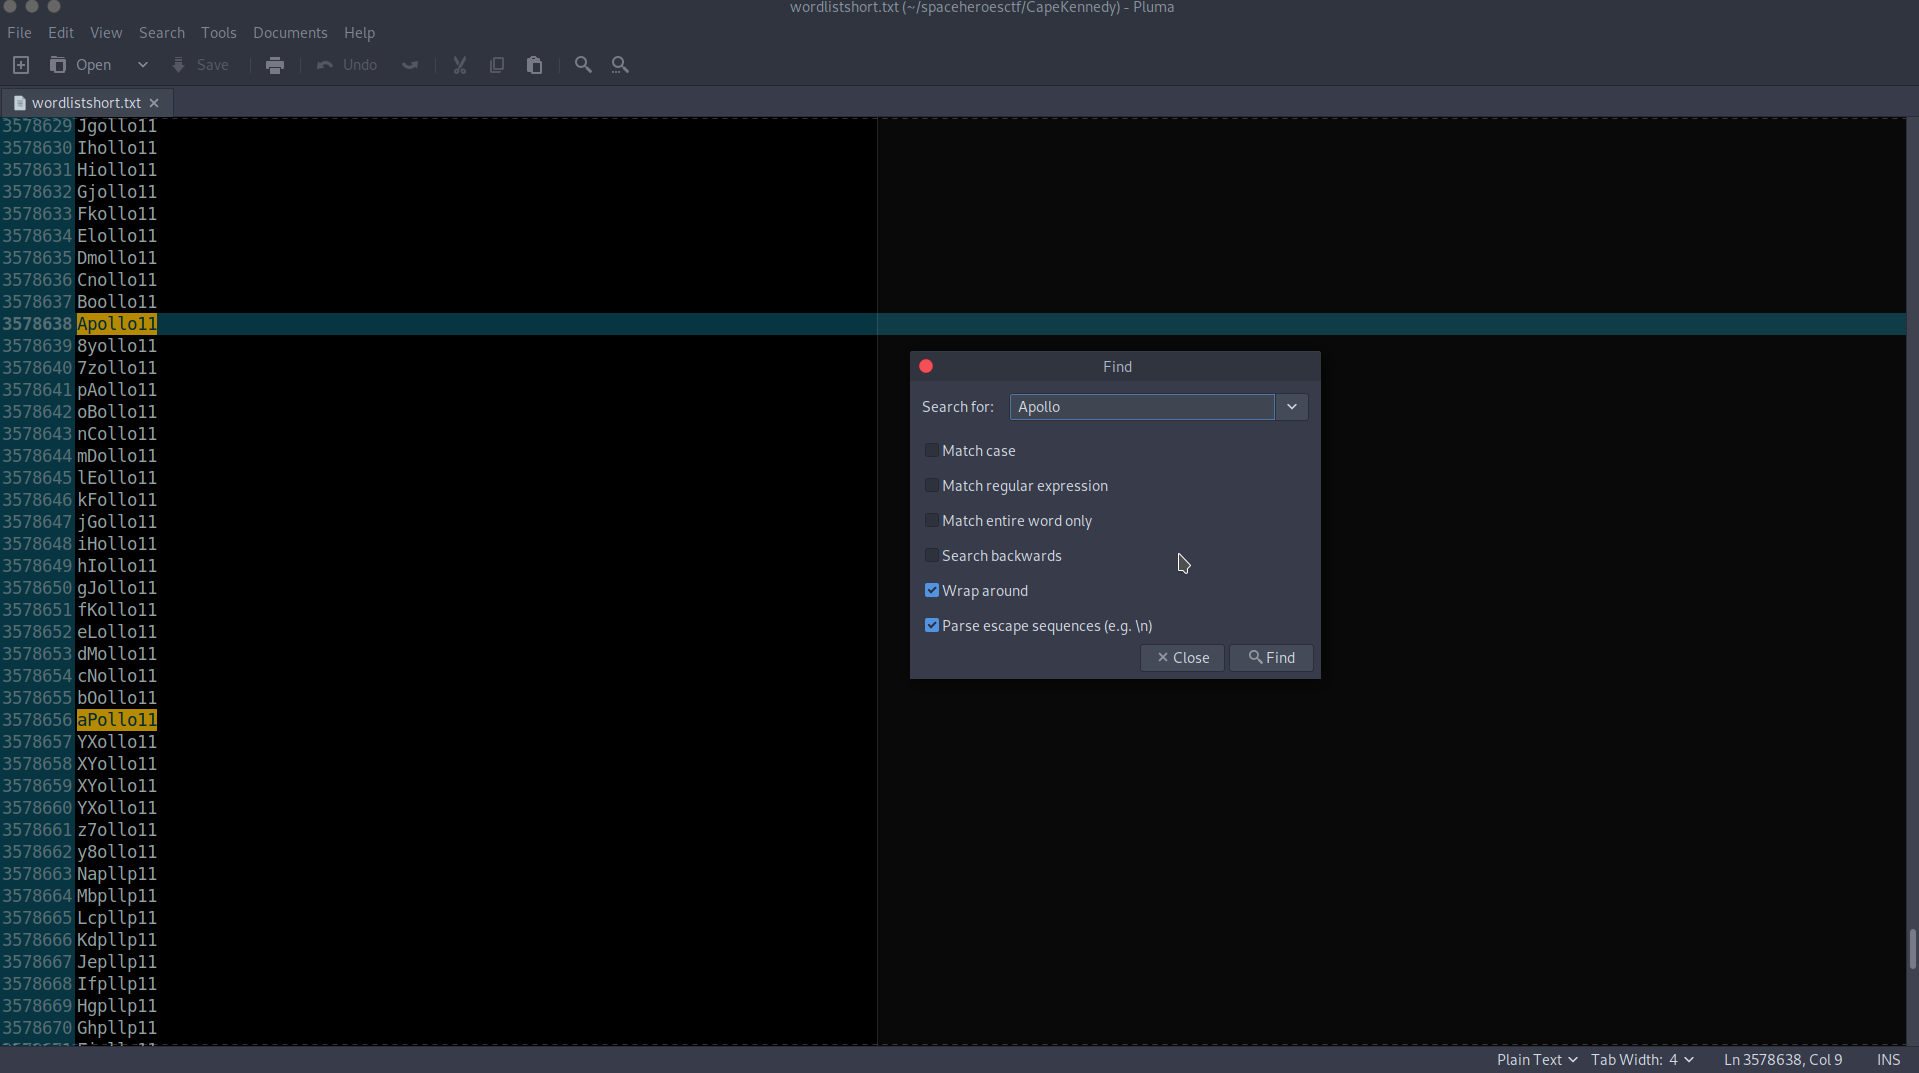 wordlistshort.txt (~/spaceheroesctf/CapeKennedy) - Pluma
File Edit View Search Tools Documents Help
Open Save Undo
wordlistshort.txt
3578629 Jgollo11
3578630 Ihollo11
3578631 Hiollo11
3578632 Gjollo11
3578633 Fkollo11
3578634 Elollo11
3578635 Dmollo11
3578636 Cnollo11
3578637 Boollo11
3578638 Apollo11
3578639 8yollo11
3578640 7zollo11
3578641 pAollo11
3578642 oBollo11
3578643 nCollo11
3578644 mDollo11
3578645 lEollo11
3578646 kFollo11
3578647 jGollo11
3578648 iHollo11
3578649 hIollo11
3578650 gJollo11
3578651 fKollo11
3578652 eLollo11
3578653 dMollo11
3578654 cNollo11
3578655 bOollo11
3578656 aPollo11
3578657 YXollo11
3578658 XYollo11
3578659 XYollo11
3578660 YXollo11
3578661 z7ollo11
3578662 y8ollo11
3578663 Napllp11
3578664 Mbpllp11
3578665 Lcpllp11
3578666 Kdpllp11
3578667 Jepllp11
3578668 Ifpllp11
3578669 Hgpllp11
3578670 Ghpllp11
Find
Search for: Apollo
Match case
Match regular expression
Match entire word only
Search backwards
Wrap around
Parse escape sequences (e.g. \n)
Close Find
Plain Text Tab Width: 4 Ln 3578638, Col 9 INS